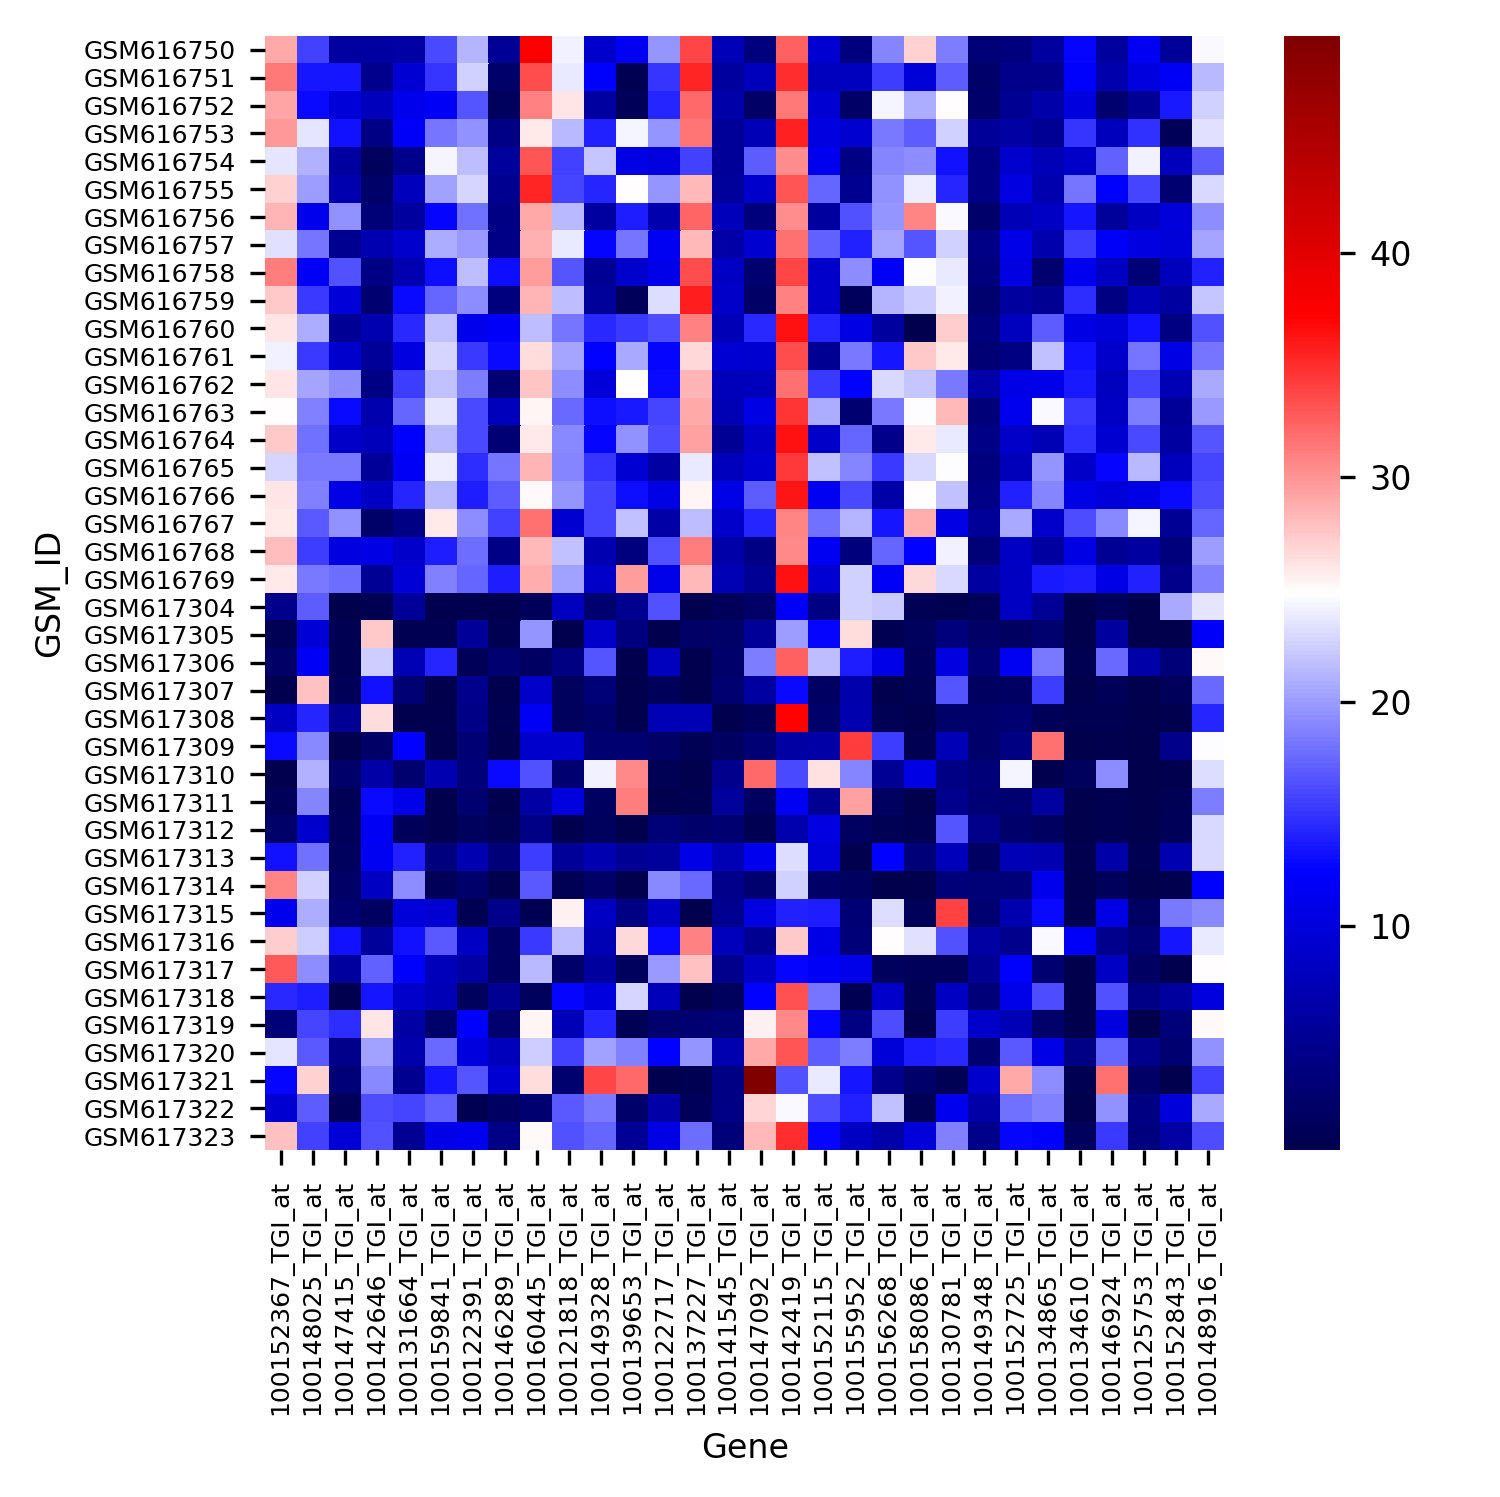 GSM616750
GSM616751
GSM616752
GSM616753
GSM616754
GSM616755
GSM616756
GSM616757
GSM616758
GSM616759
GSM616760
GSM616761
GSM616762
GSM616763
GSM616764
GSM616765
GSM616766
GSM616767
GSM616768
GSM616769
GSM617304
GSM617305
GSM617306
GSM617307
GSM617308
GSM617309
GSM617310
GSM617311
GSM617312
GSM617313
GSM617314
GSM617315
GSM617316
GSM617317
GSM617318
GSM617319
GSM617320
GSM617321
GSM617322
GSM617323
GSM_ID
100152367_TGI_at
100148025_TGI_at
100147415_TGI_at
100142646_TGI_at
100131664_TGI_at
100159841_TGI_at
100122391_TGI_at
100146289_TGI_at
100160445_TGI_at
100121818_TGI_at
100149328_TGI_at
100139653_TGI_at
100122717_TGI_at
100137227_TGI_at
100141545_TGI_at
100147092_TGI_at
100142419_TGI_at
100152115_TGI_at
100155952_TGI_at
100156268_TGI_at
100158086_TGI_at
100130781_TGI_at
100149348_TGI_at
100152725_TGI_at
100134865_TGI_at
100134610_TGI_at
100146924_TGI_at
100125753_TGI_at
100152843_TGI_at
100148916_TGI_at
Gene
40
30
20
10